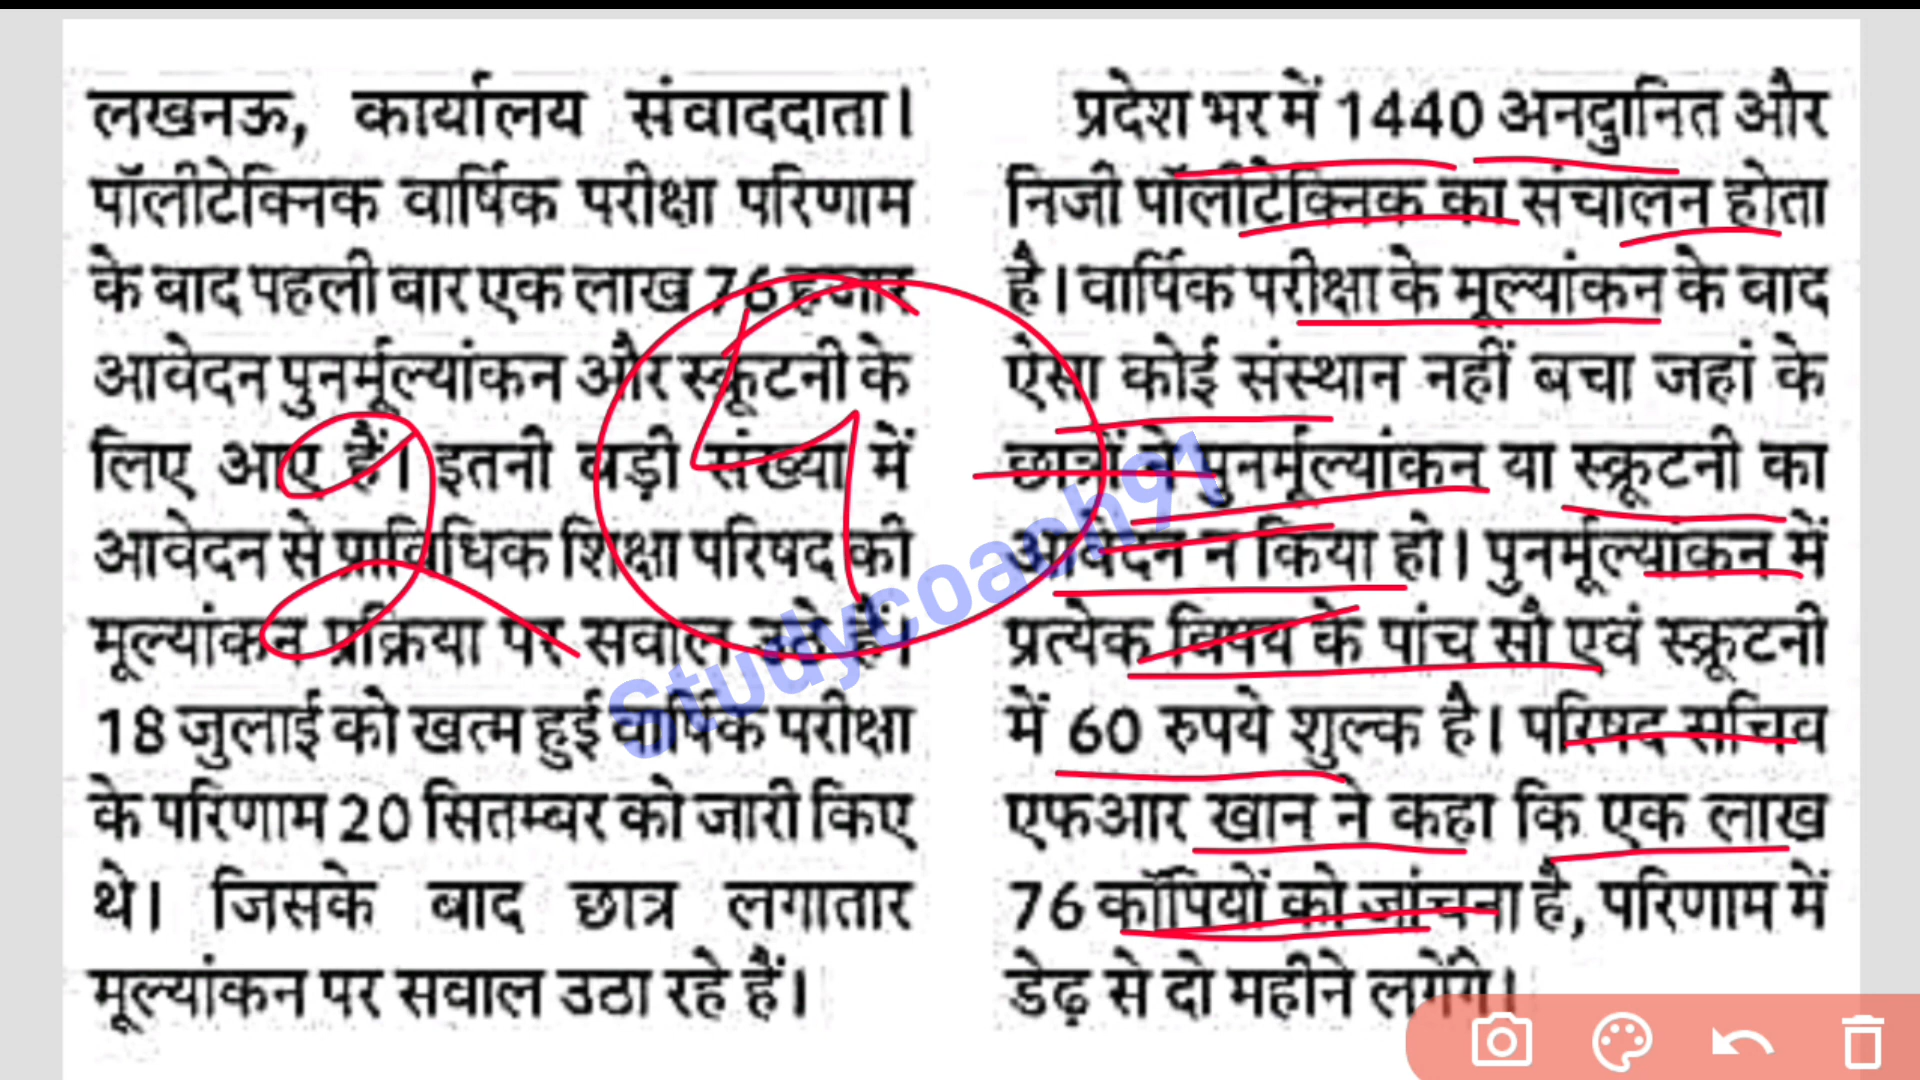 लखनऊ, कार्यालय संवाददाता।
पॉलीटेक्निक वार्षिक परीक्षा परिणाम
के बाद पहली बार एक लाख 76 हजार
आवेदन पुनर्मूल्यांकन और स्क्रूटनी के
लिए आए हैं। इतनी बड़ी संख्या में
आवेदन से प्राविधिक शिक्षा परिषद की
मूल्यांकन प्रक्रिया पर सवाल उठे हैं।
18 जुलाई को खत्म हुई वार्षिक परीक्षा
के परिणाम 20 सितम्बर को जारी किए
थे। जिसके बाद छात्र लगातार
मूल्यांकन पर सवाल उठा रहे हैं।
प्रदेश भर में 1440 अनदुानित और
निजी पॉलीटेक्निक का संचालन होता
है। वार्षिक परीक्षा के मूल्यांकन के बाद
ऐसा कोई संस्थान नहीं बचा जहां के
छात्रों ने पुनर्मूल्यांकन या स्क्रूटनी का
आवेदन न किया हो। पुनर्मूल्यांकन में
प्रत्येक विषय के पांच सौ एवं स्क्रूटनी
में 60 रुपये शुल्क है। परिषद सचिव
एफआर खान ने कहा कि एक लाख
76 कॉपियों को जांचना है, परिणाम में
डेढ़ से दो महीने लगेंगे।
Studycoach91